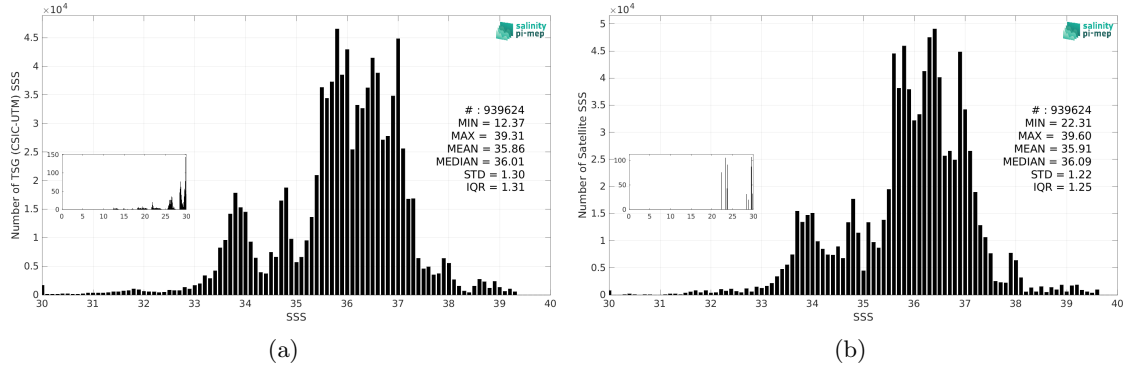 ×10⁴
5
4.5
4
3.5
3
2.5
2
1.5
1
0.5
0
Number of TSG (CSIC-UTM) SSS
salinity
pi-mep
# : 939624
MIN = 12.37
MAX = 39.31
MEAN = 35.86
MEDIAN = 36.01
STD = 1.30
IQR = 1.31
150
100
50
0
0 5 10 15 20 25 30
30 31 32 33 34 35 36 37 38 39 40
SSS
(a)
×10⁴
5
4.5
4
3.5
3
2.5
2
1.5
1
0.5
0
Number of Satellite SSS
salinity
pi-mep
# : 939624
MIN = 22.31
MAX = 39.60
MEAN = 35.91
MEDIAN = 36.09
STD = 1.22
IQR = 1.25
100
50
0
0 5 10 15 20 25 30
30 31 32 33 34 35 36 37 38 39 40
SSS
(b)